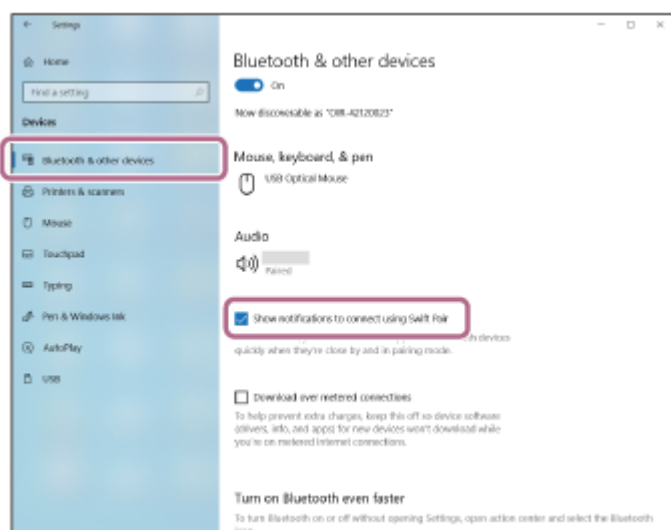 Settings
Home
Find a setting
Devices
Bluetooth & other devices
Printers & scanners
Mouse
Touchpad
Typing
Pen & Windows Ink
AutoPlay
USB
Bluetooth & other devices
On
Now discoverable as
Mouse, keyboard, & pen
USB Optical Mouse
Audio
Paired
Show notifications to connect using Swift Pair
devices
quickly when they're close by and in pairing mode.
Download over metered connections
To help prevent extra charges, keep this off so device software
(drivers, info, and apps) for new devices won't download while
you're on metered internet connections.
Turn on Bluetooth even faster
To turn Bluetooth on or off without opening Settings, open action center and select the Bluetooth